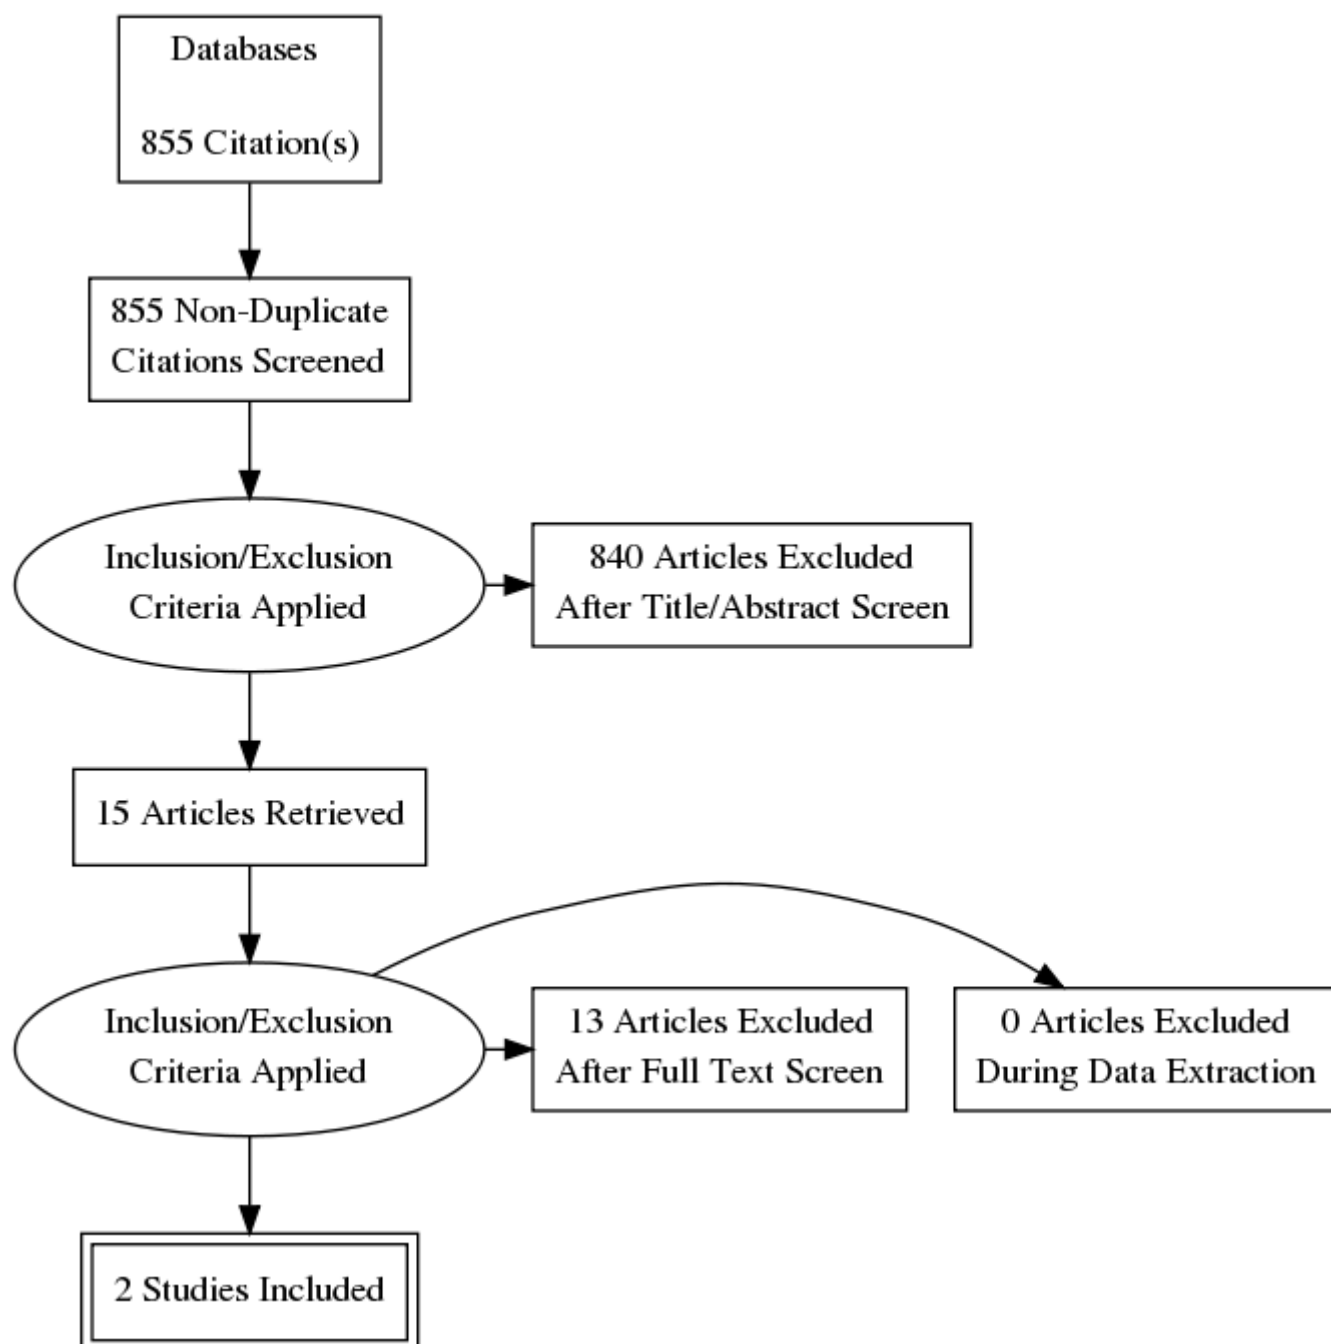 Databases
855 Citation(s)
855 Non-Duplicate
Citations Screened
Inclusion/Exclusion
Criteria Applied
840 Articles Excluded
After Title/Abstract Screen
15 Articles Retrieved
Inclusion/Exclusion
Criteria Applied
13 Articles Excluded
After Full Text Screen
0 Articles Excluded
During Data Extraction
2 Studies Included